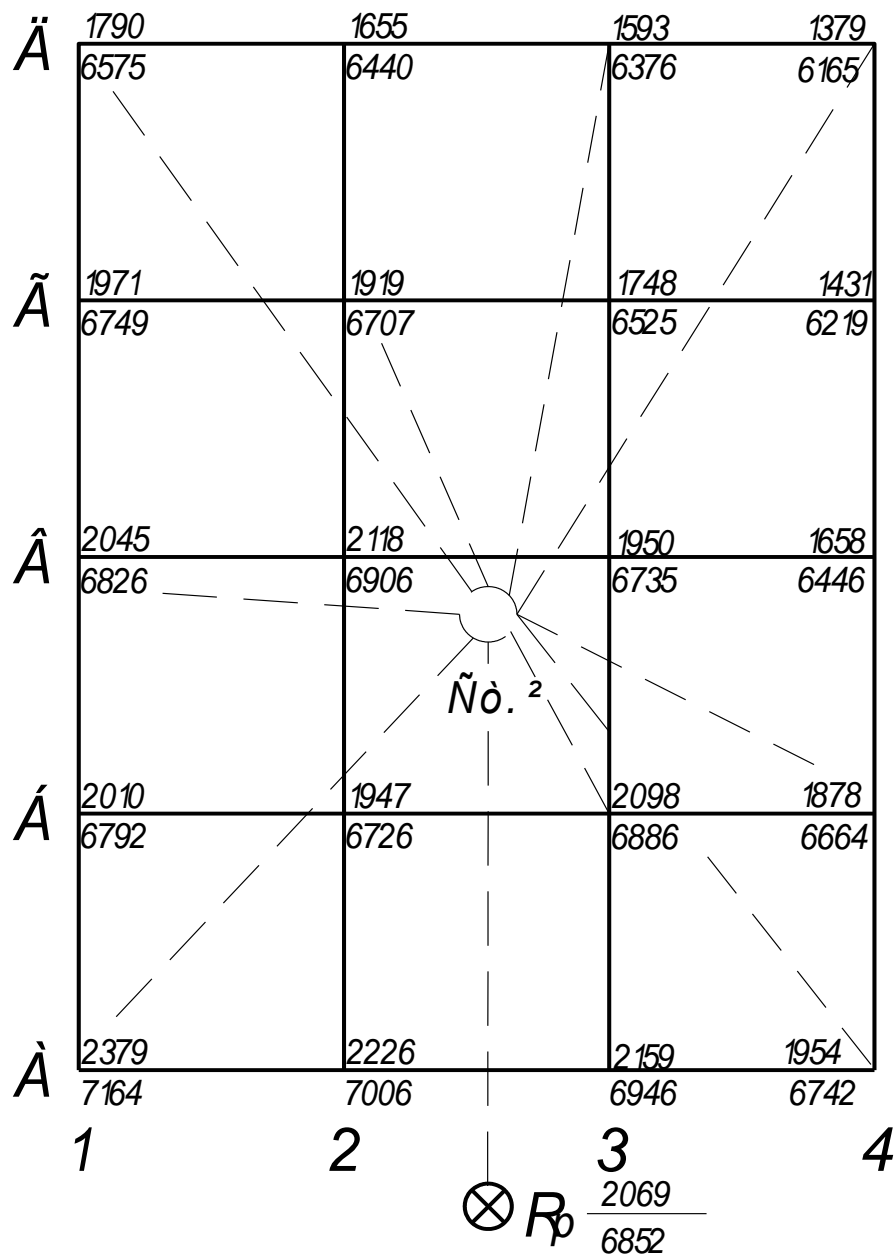 Ä 1790 1655 1593 1379
6575 6440 6376 6165
Ã 1971 1919 1748 1431
6749 6707 6525 6219
Â 2045 2118 1950 1658
6826 6906 6735 6446
Ñò. ²
Á 2010 1947 2098 1878
6792 6726 6886 6664
À 2379 2226 2159 1954
7164 7006 6946 6742
1 2 3 4
Rp 2069
6852